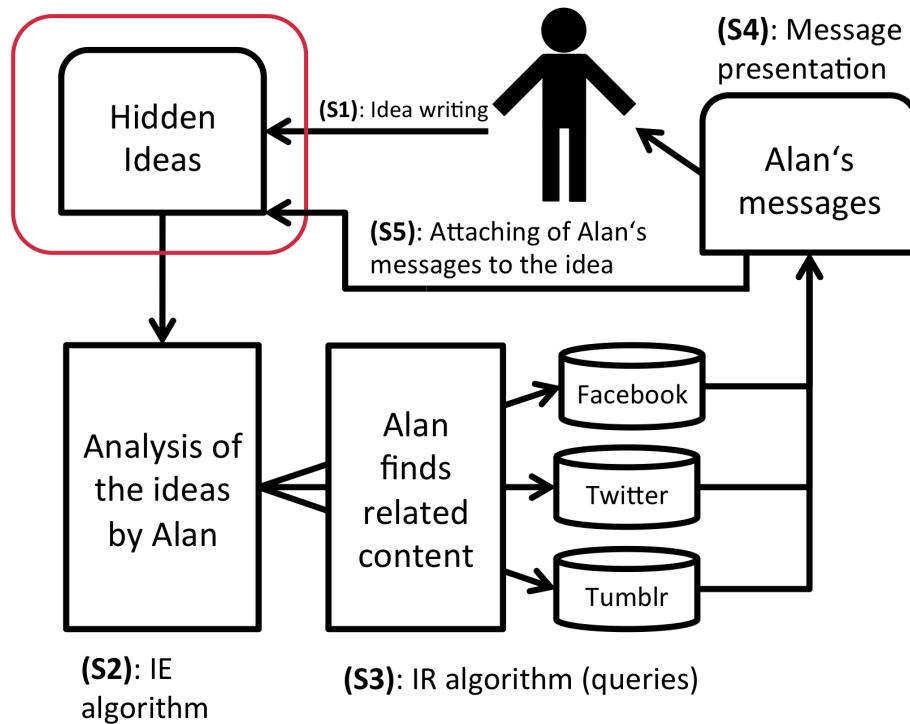 (S4): Message
presentation
Hidden
Ideas
(S1): Idea writing
Alan‘s
messages
(S5): Attaching of Alan‘s
messages to the idea
Analysis of
the ideas
by Alan
Alan
finds
related
content
Facebook
Twitter
Tumblr
(S2): IE
algorithm
(S3): IR algorithm (queries)